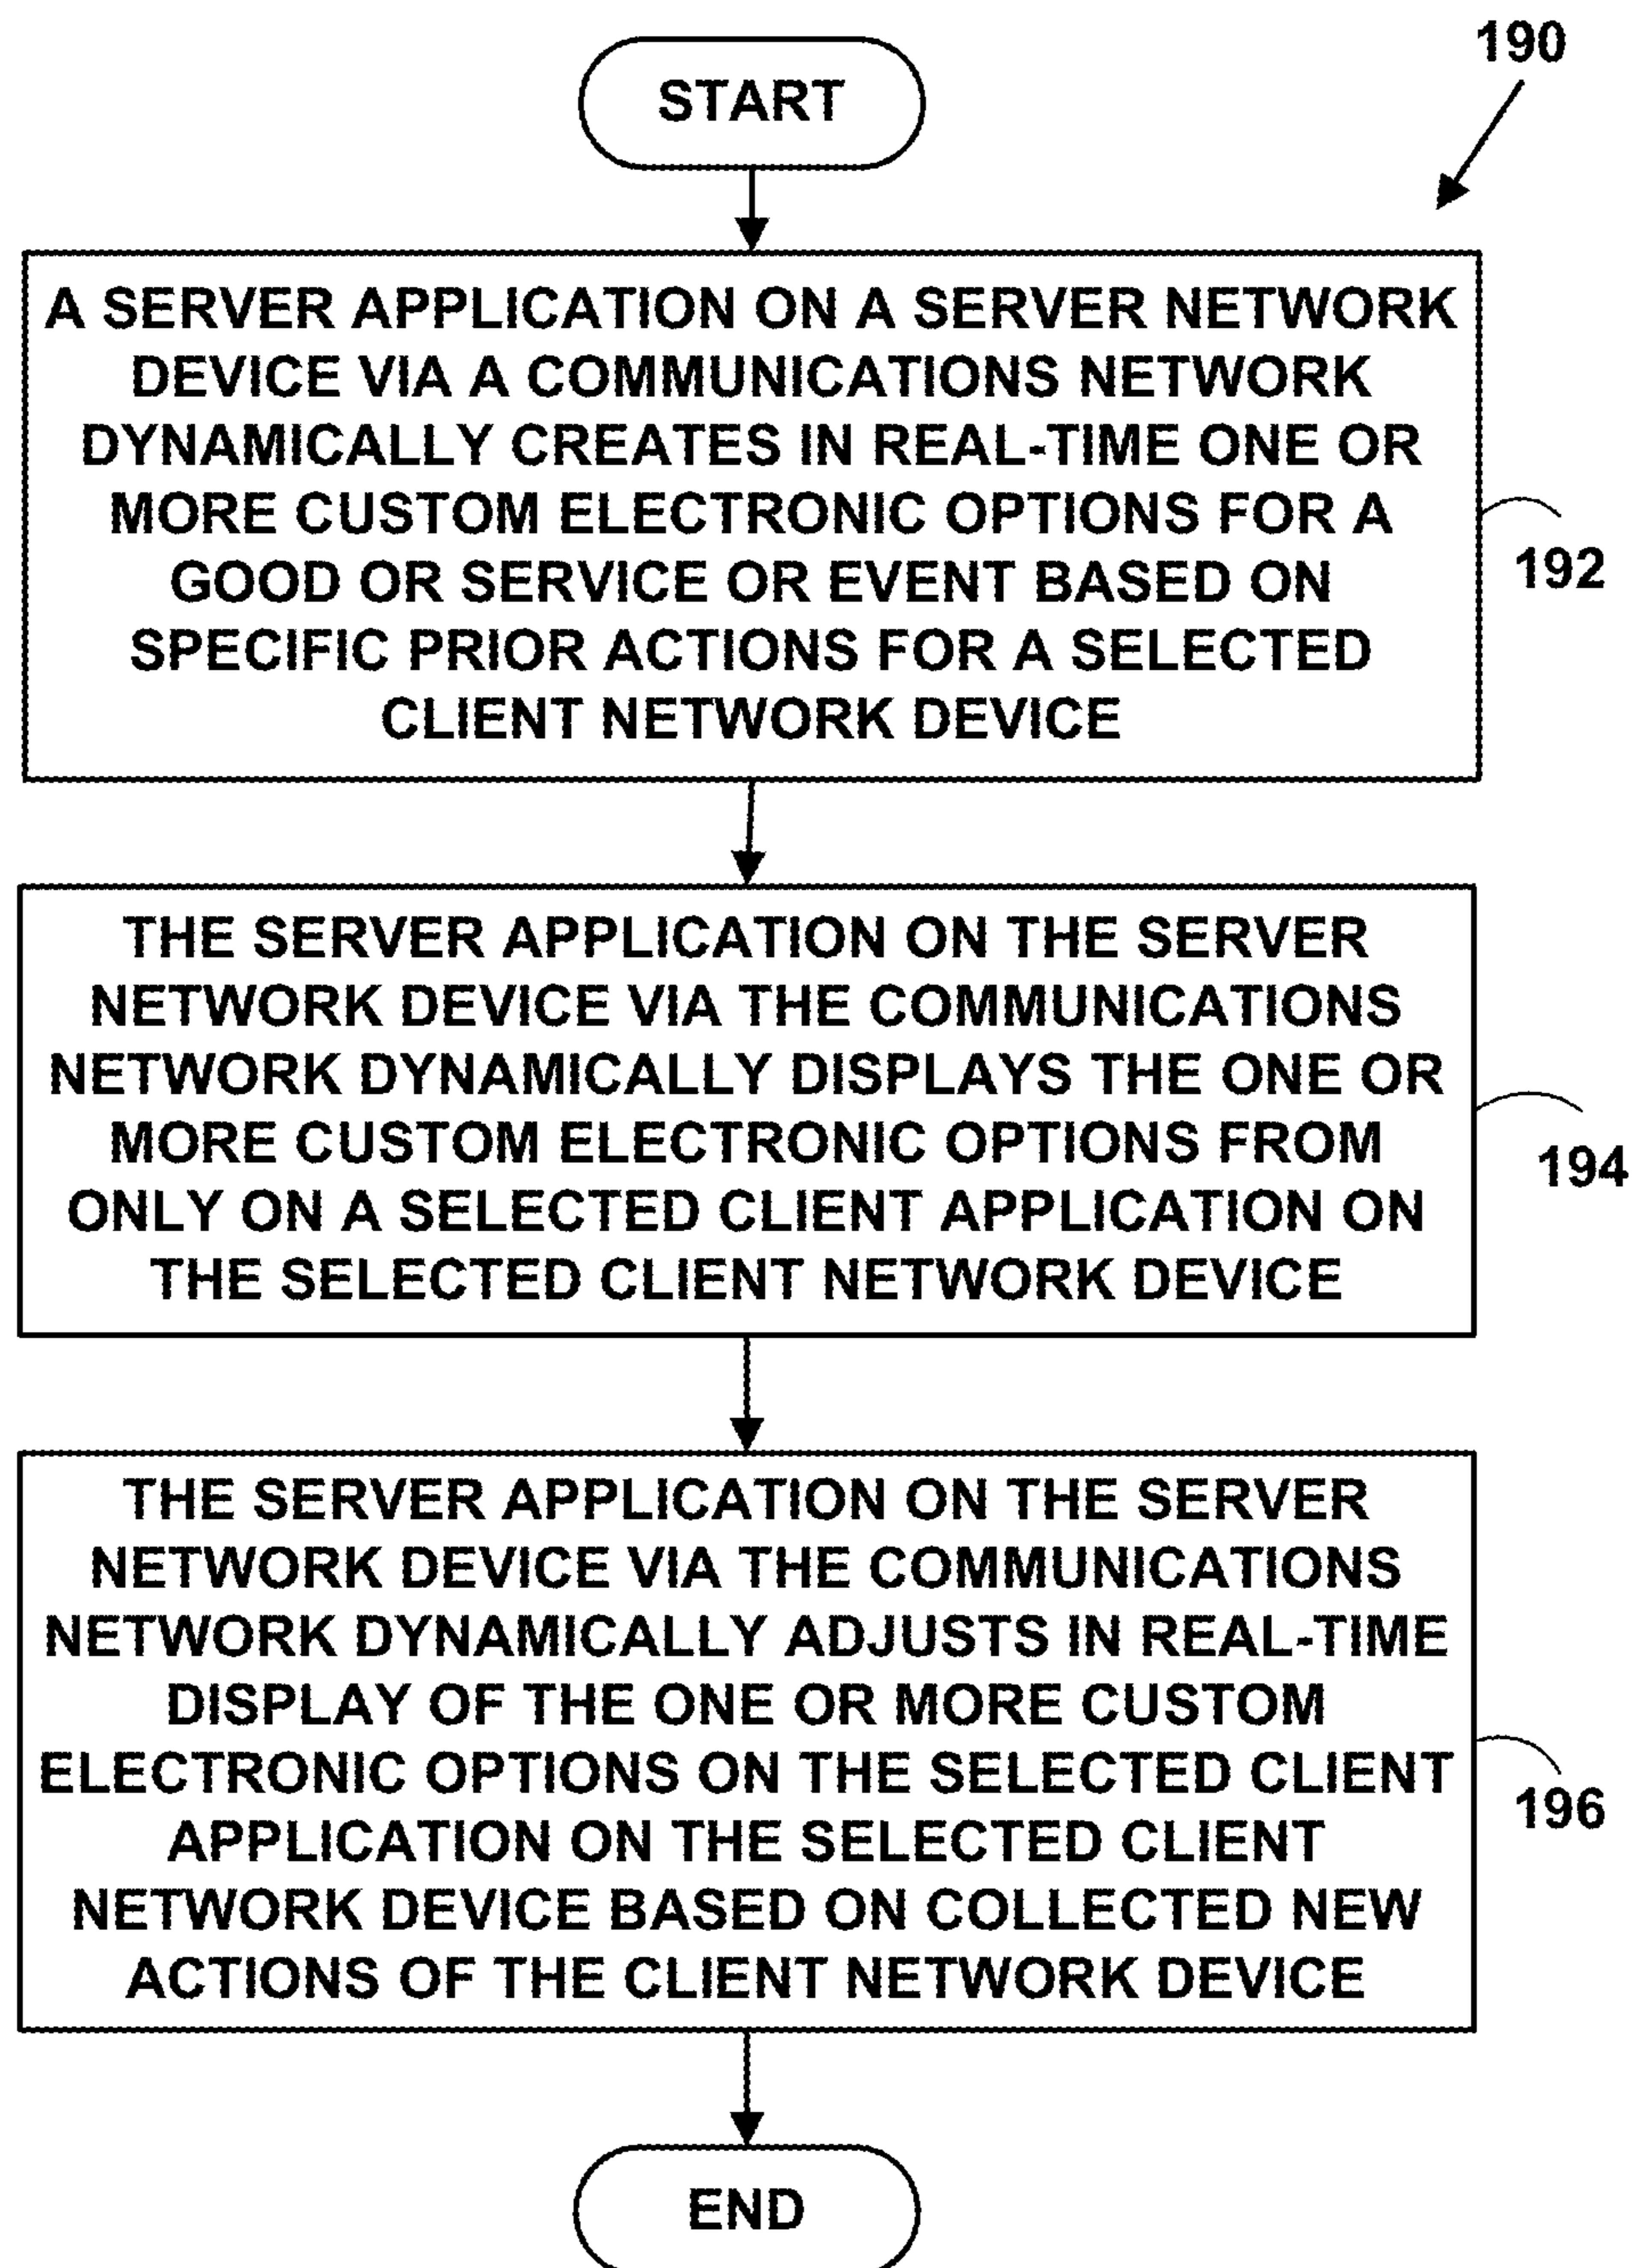 190
START
A SERVER APPLICATION ON A SERVER NETWORK
DEVICE VIA A COMMUNICATIONS NETWORK
DYNAMICALLY CREATES IN REAL-TIME ONE OR
MORE CUSTOM ELECTRONIC OPTIONS FOR A
GOOD OR SERVICE OR EVENT BASED ON
SPECIFIC PRIOR ACTIONS FOR A SELECTED
CLIENT NETWORK DEVICE
192
THE SERVER APPLICATION ON THE SERVER
NETWORK DEVICE VIA THE COMMUNICATIONS
NETWORK DYNAMICALLY DISPLAYS THE ONE OR
MORE CUSTOM ELECTRONIC OPTIONS FROM
ONLY ON A SELECTED CLIENT APPLICATION ON
THE SELECTED CLIENT NETWORK DEVICE
194
THE SERVER APPLICATION ON THE SERVER
NETWORK DEVICE VIA THE COMMUNICATIONS
NETWORK DYNAMICALLY ADJUSTS IN REAL-TIME
DISPLAY OF THE ONE OR MORE CUSTOM
ELECTRONIC OPTIONS ON THE SELECTED CLIENT
APPLICATION ON THE SELECTED CLIENT
NETWORK DEVICE BASED ON COLLECTED NEW
ACTIONS OF THE CLIENT NETWORK DEVICE
196
END